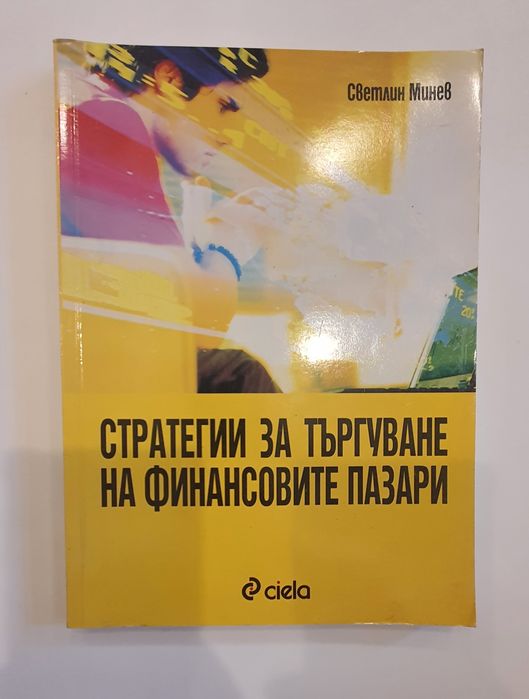 Светлин Минев
СТРАТЕГИИ ЗА ТЪРГУВАНЕ
НА ФИНАНСОВИТЕ ПАЗАРИ
ciela